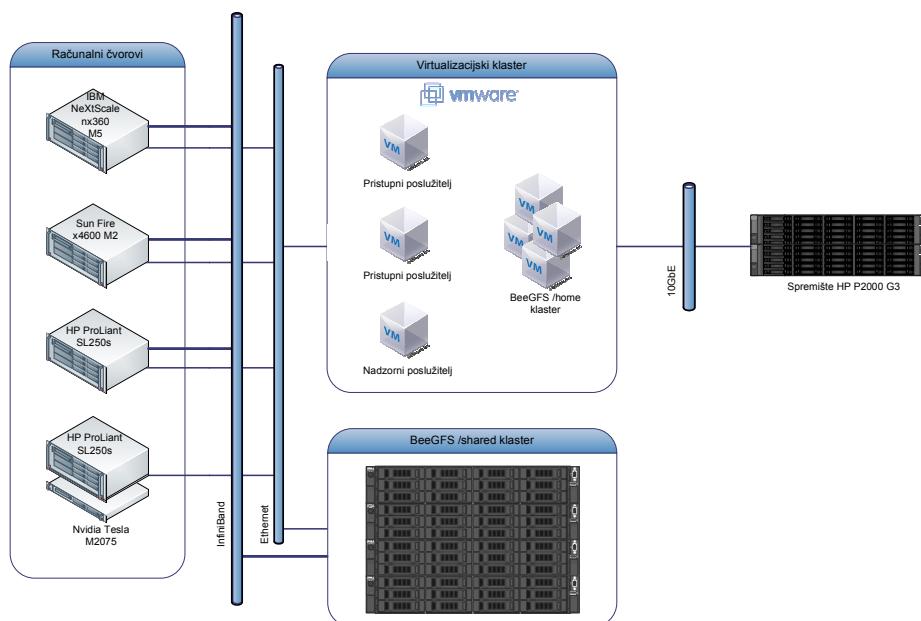 Računalni čvorovi
IBM
NeXtScale
nx360
M5
Sun Fire
x4600 M2
HP ProLiant
SL250s
HP ProLiant
SL250s
Nvidia Tesla
M2075
InfiniBand
Ethernet
Virtualizacijski klaster
vmware
VM
Pristupni poslužitelj
VM
Pristupni poslužitelj
VM
Nadzorni poslužitelj
VM
VM
VM
VM
BeeGFS /home
klaster
10GbE
Spremište HP P2000 G3
BeeGFS /shared klaster